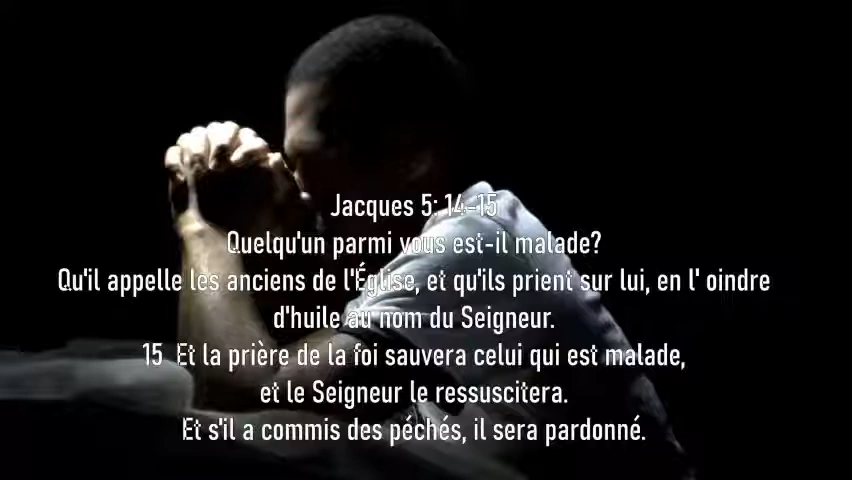 Jacques 5: 14-15
Quelqu'un parmi vous est-il malade?
Qu'il appelle les anciens de l'Église, et qu'ils prient sur lui, en l' oindre
d'huile au nom du Seigneur.
15 Et la prière de la foi sauvera celui qui est malade,
et le Seigneur le ressuscitera.
Et s'il a commis des péchés, il sera pardonné.